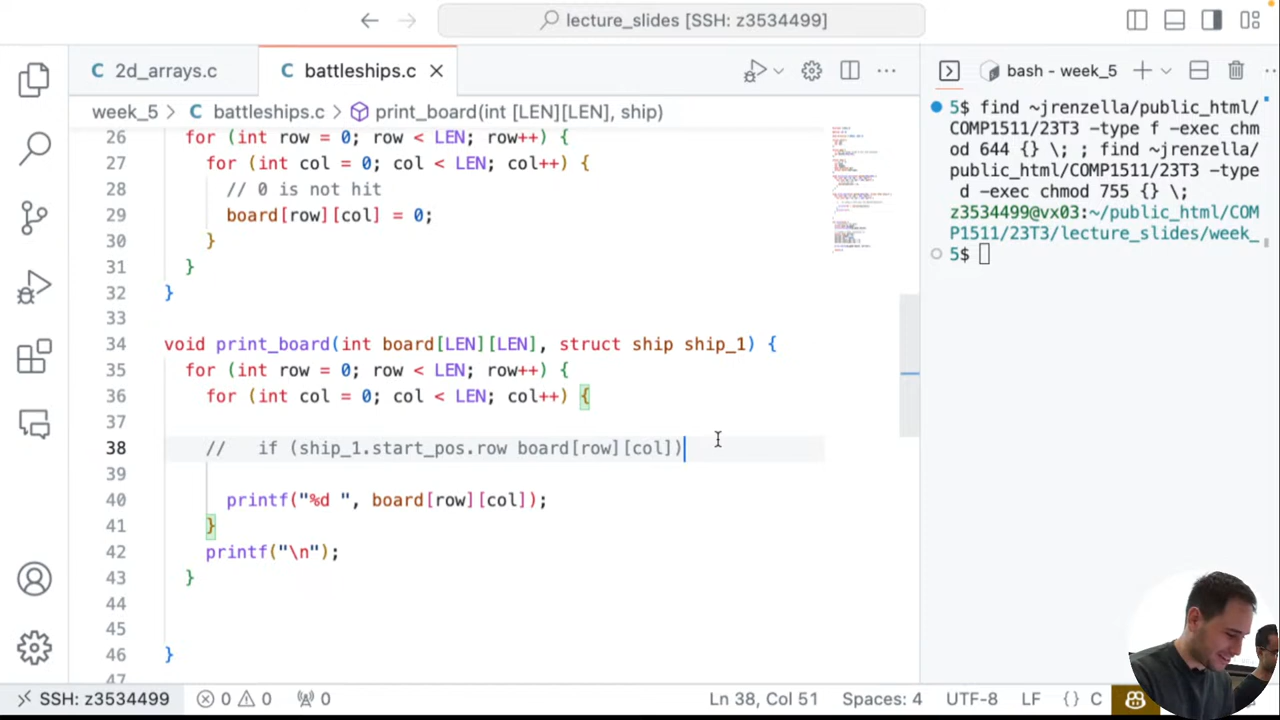 lecture_slides [SSH: z3534499]
2d_arrays.c
battleships.c
week_5 > C battleships.c > print_board(int [LEN][LEN], ship)
26 for (int row = 0; row < LEN; row++) {
27 for (int col = 0; col < LEN; col++) {
28 // 0 is not hit
29 board[row][col] = 0;
30 }
31 }
32 }
33
34 void print_board(int board[LEN][LEN], struct ship ship_1) {
35 for (int row = 0; row < LEN; row++) {
36 for (int col = 0; col < LEN; col++) {
37
38 // if (ship_1.start_pos.row board[row][col])
39
40 printf("%d ", board[row][col]);
41 }
42 printf("\n");
43 }
44
45
46 }
47
bash - week_5
5$ find ~jrenzella/public_html/
COMP1511/23T3 -type f -exec chm
od 644 {} \; ; find ~jrenzella/
public_html/COMP1511/23T3 -type
d -exec chmod 755 {} \;
z3534499@vx03:~/public_html/COM
P1511/23T3/lecture_slides/week_
5$
SSH: z3534499
0 0 0
Ln 38, Col 51
Spaces: 4
UTF-8
LF
{} C